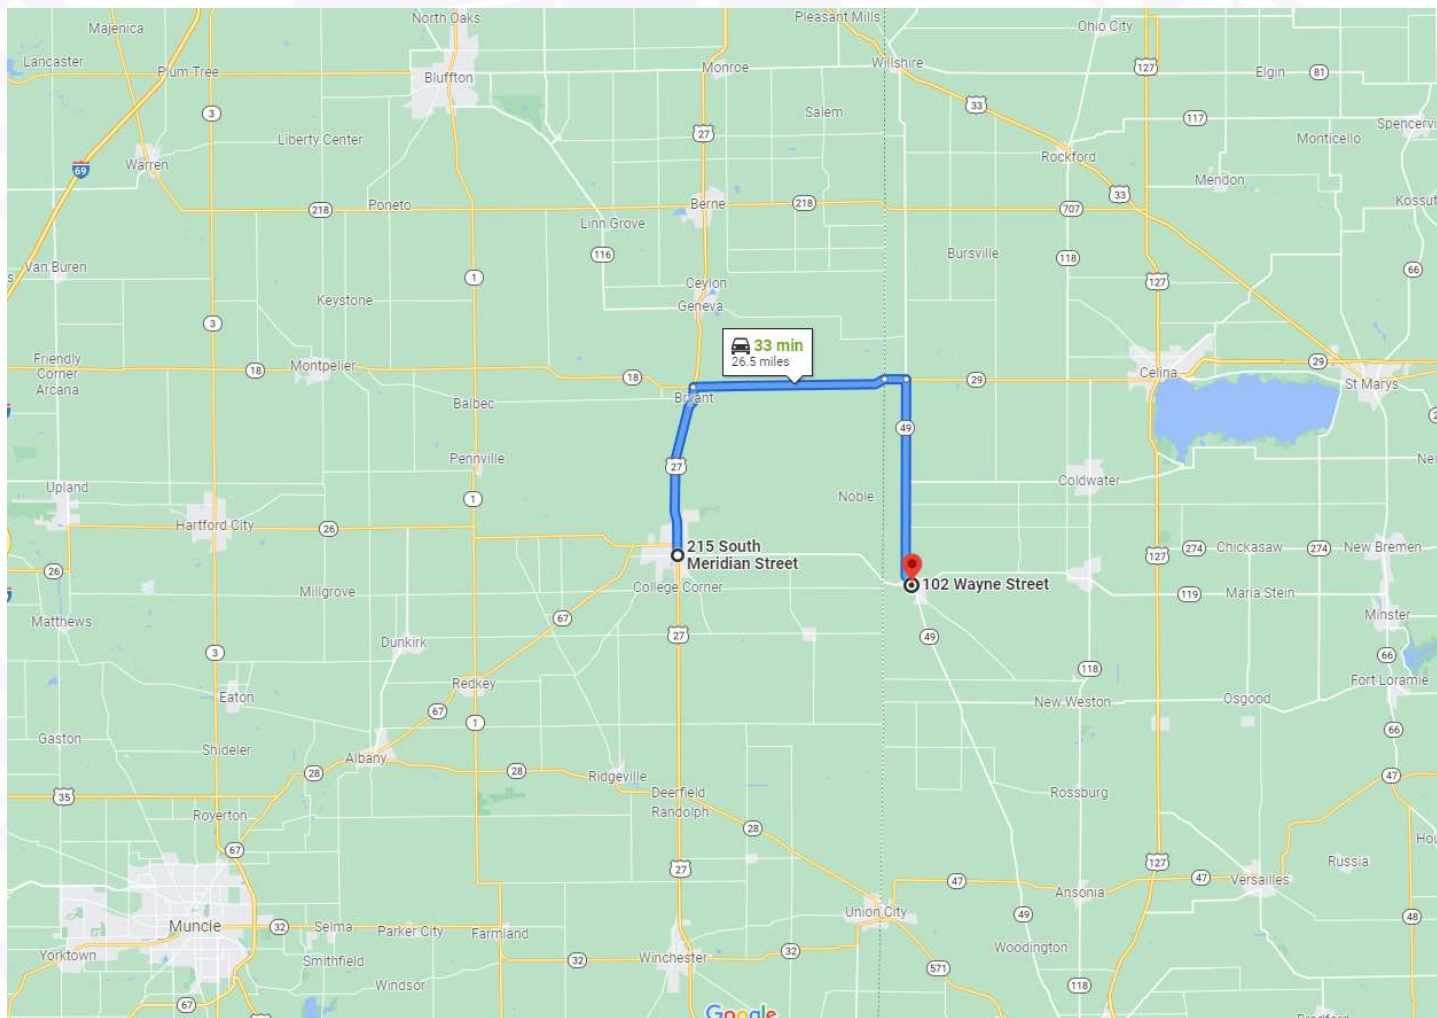 North Oaks
Pleasant Mills
Majenica
Ohio City
Lancaster
Plum Tree
Bluffton
Monroe
Willshire
127
Elgin
81
33
3
Salem
117
27
Liberty Center
Monticello
Warren
69
Rockford
Mendon
33
218
Poneto
Berne
218
707
Linn Grove
116
Bursville
118
Van Buren
66
1
Ceylon
127
Keystone
Geneva
3
33 min
26.5 miles
Friendly
Corner
Arcana
18
Montpelier
18
29
Celina
29
St Marys
Bryant
Balbec
49
Pennville
27
Coldwater
Upland
1
Noble
Hartford City
26
215 South
Meridian Street
127
274
Chickasaw
274
New Bremen
26
Millgrove
College Corner
102 Wayne Street
119
Maria Stein
Matthews
67
Minster
Dunkirk
27
49
3
66
118
Eaton
Redkey
67
New Weston
Osgood
Fort Loramie
1
Gaston
Shideler
Albany
66
28
28
Ridgeville
47
35
Deerfield
Rossburg
Royerton
Randolph
28
67
27
127
Russia
47
47
Versailles
Ansonia
Union City
49
48
Muncie
32
Selma
Parker City
Farmland
Yorktown
Smithfield
32
Winchester
32
Woodington
571
Windsor
118
67
Google